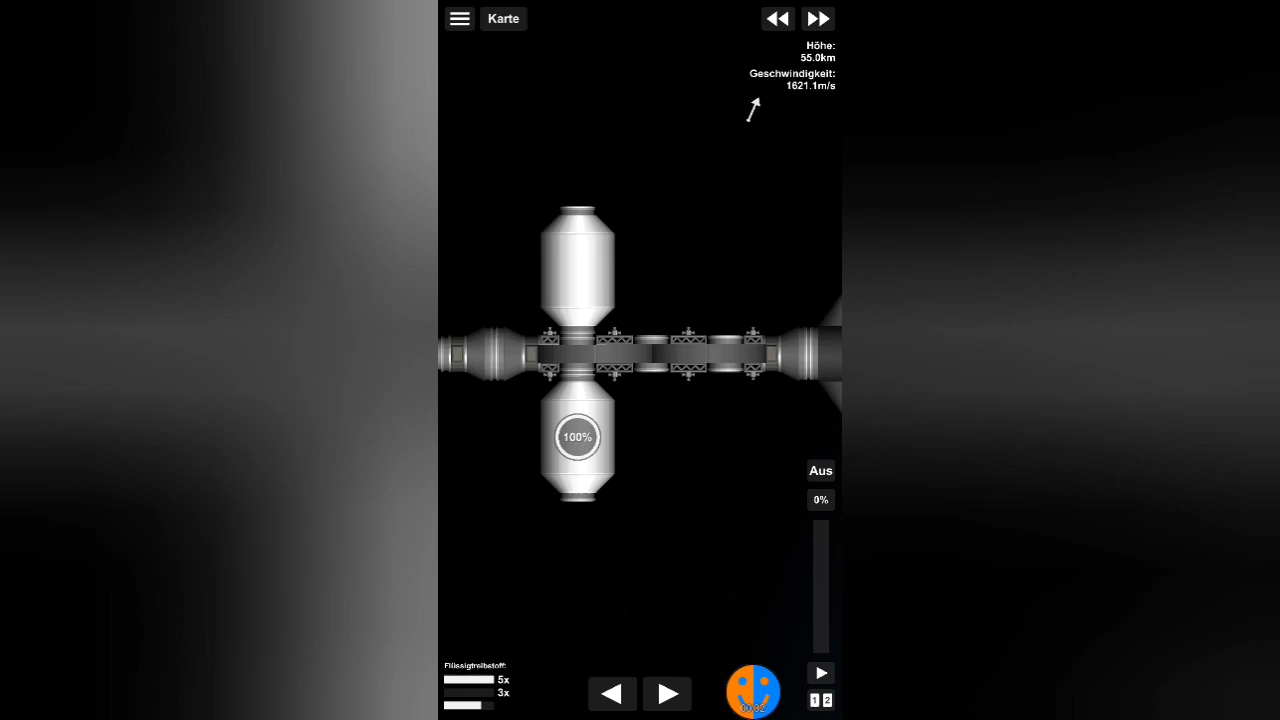 Karte
Höhe:
55.0km
Geschwindigkeit:
1621.1m/s
100%
Aus
0%
Flüssigtreibstoff:
5x
3x
1 2